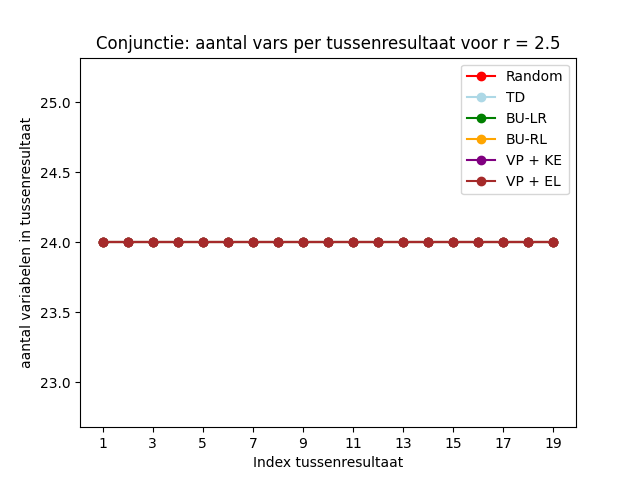 Conjunctie: aantal vars per tussenresultaat voor r = 2.5
25.0
24.5
24.0
23.5
23.0
aantal variabelen in tussenresultaat
Random
TD
BU-LR
BU-RL
VP + KE
VP + EL
1 3 5 7 9 11 13 15 17 19
Index tussenresultaat